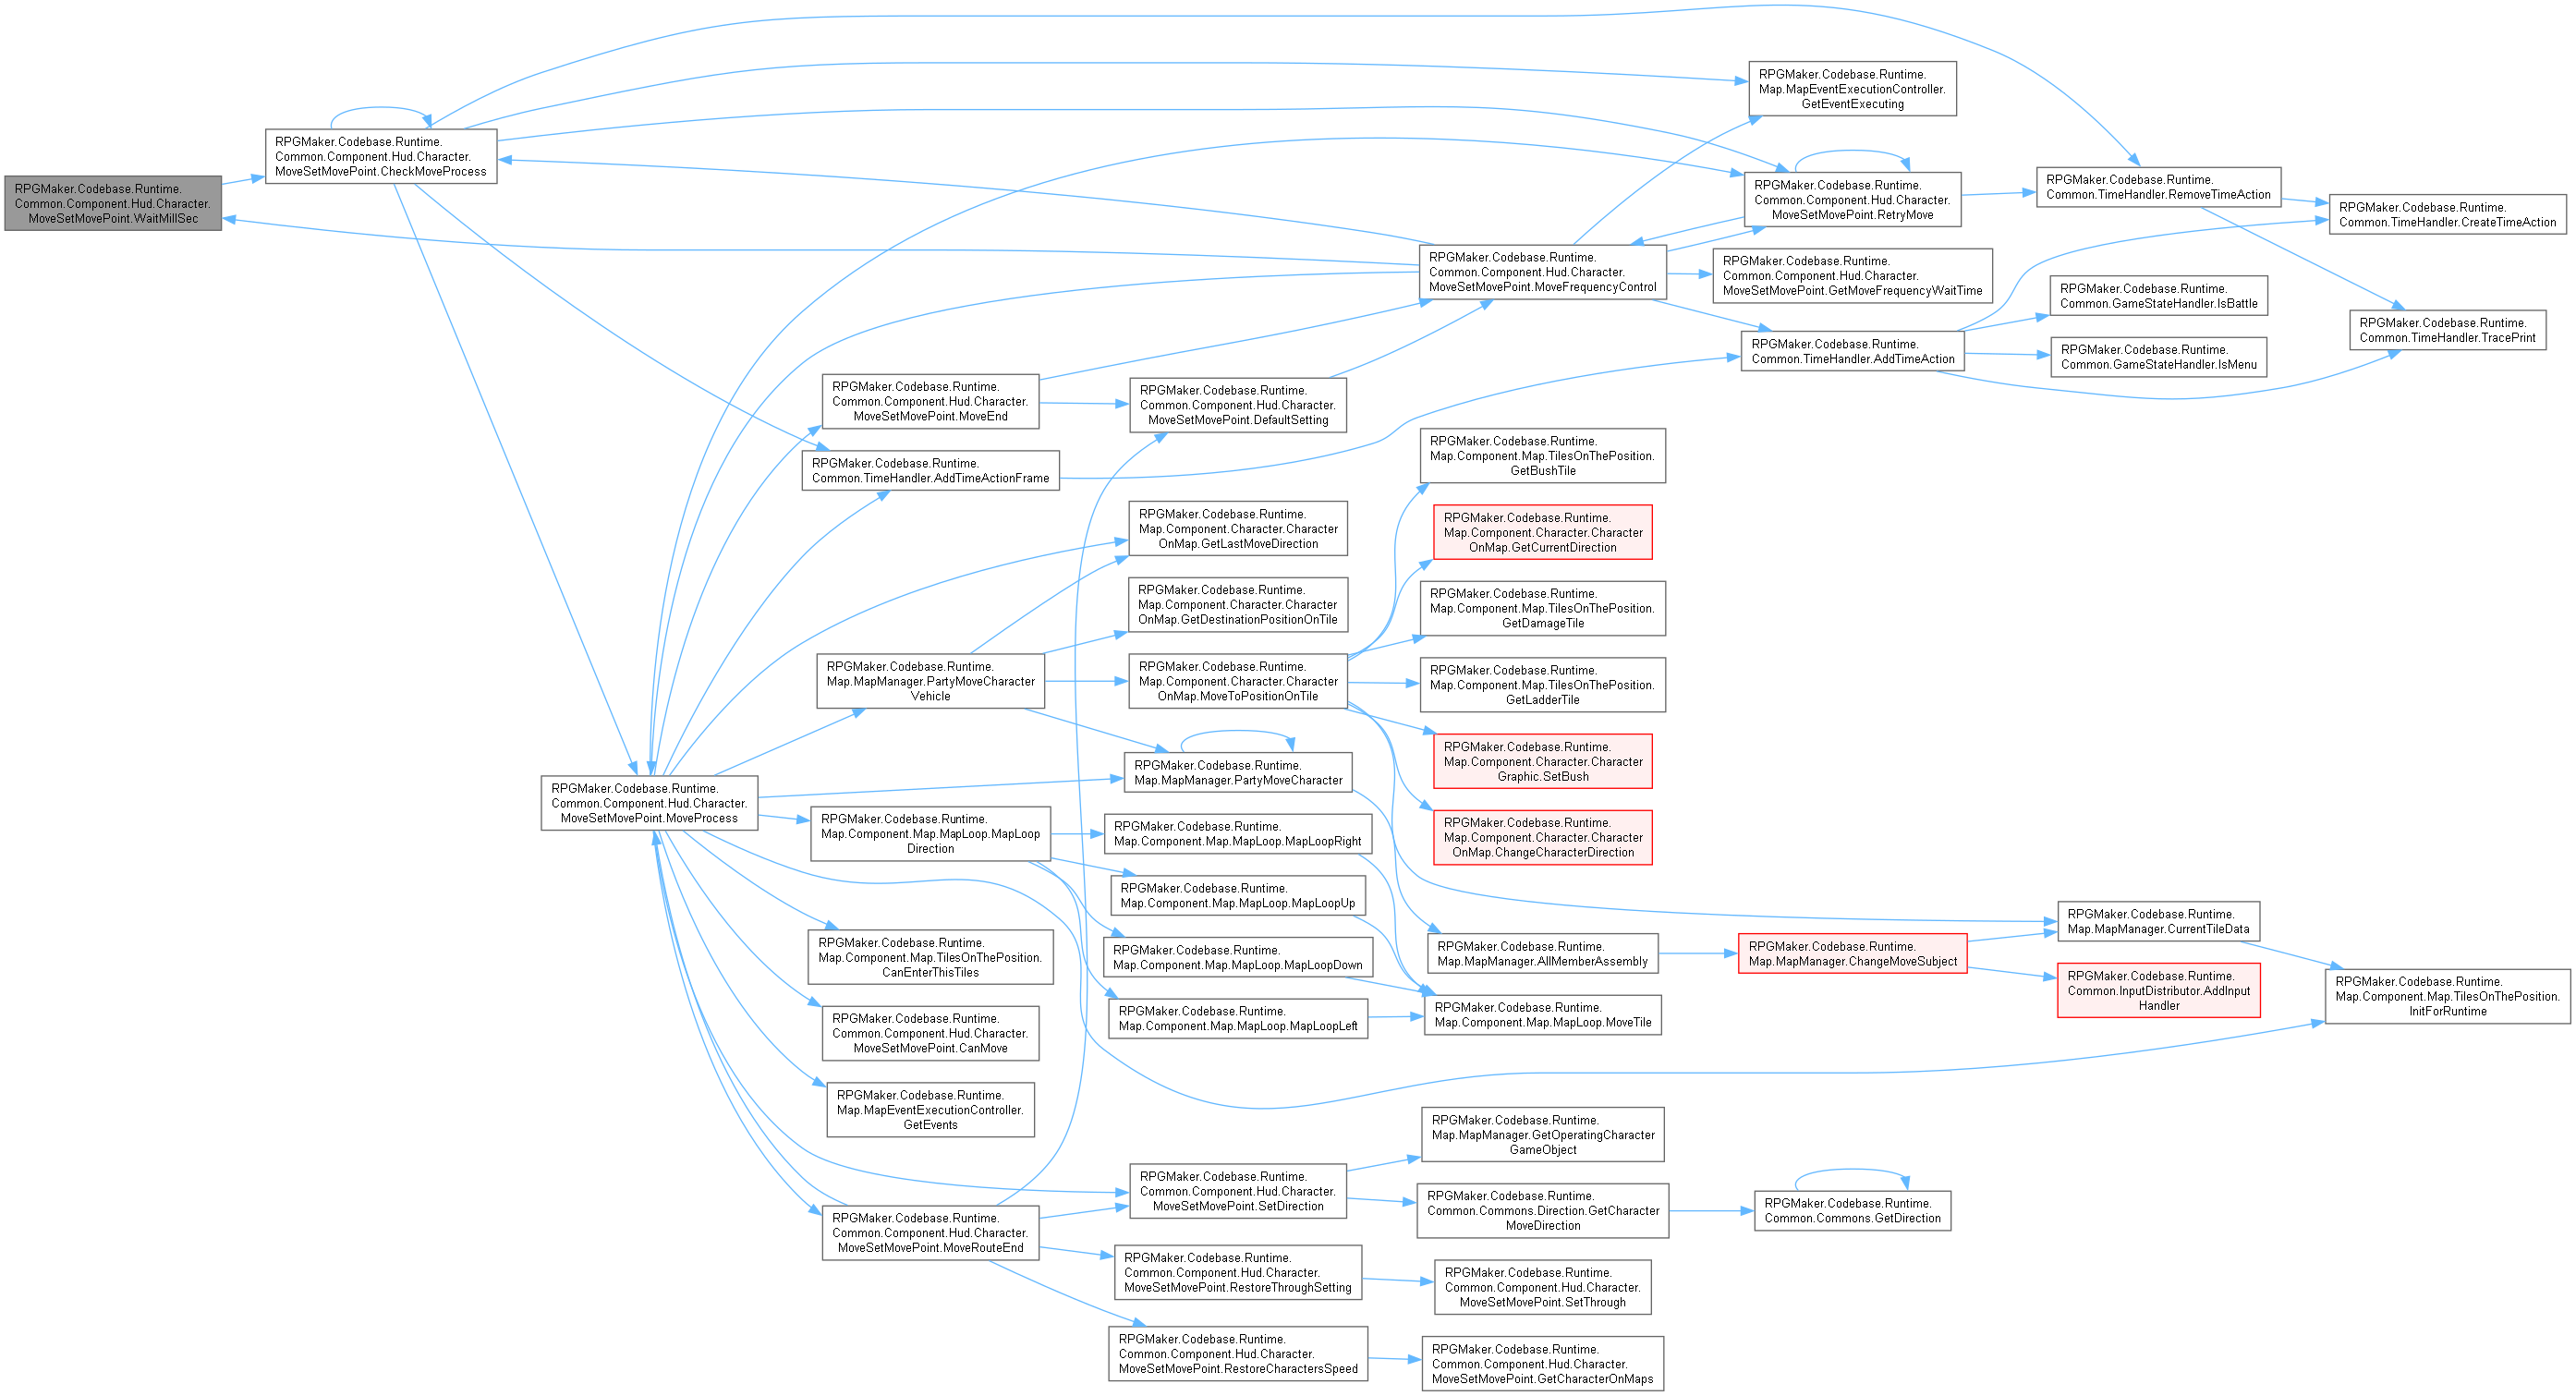 RPGMaker.Codebase.Runtime.
Common.Component.Hud.Character.
MoveSetMovePoint.WaitMillSec
RPGMaker.Codebase.Runtime.
Common.Component.Hud.Character.
MoveSetMovePoint.CheckMoveProcess
RPGMaker.Codebase.Runtime.
Common.Component.Hud.Character.
MoveSetMovePoint.MoveProcess
RPGMaker.Codebase.Runtime.
Common.Component.Hud.Character.
MoveSetMovePoint.MoveEnd
RPGMaker.Codebase.Runtime.
Common.TimeHandler.AddTimeActionFrame
RPGMaker.Codebase.Runtime.
Map.MapManager.PartyMoveCharacter
Vehicle
RPGMaker.Codebase.Runtime.
Map.Component.Map.MapLoop.MapLoop
Direction
RPGMaker.Codebase.Runtime.
Map.Component.Map.TilesOnThePosition.
CanEnterThisTiles
RPGMaker.Codebase.Runtime.
Common.Component.Hud.Character.
MoveSetMovePoint.CanMove
RPGMaker.Codebase.Runtime.
Map.MapEventExecutionController.
GetEvents
RPGMaker.Codebase.Runtime.
Common.Component.Hud.Character.
MoveSetMovePoint.MoveRouteEnd
RPGMaker.Codebase.Runtime.
Common.Component.Hud.Character.
MoveSetMovePoint.DefaultSetting
RPGMaker.Codebase.Runtime.
Map.Component.Character.Character
OnMap.GetLastMoveDirection
RPGMaker.Codebase.Runtime.
Map.Component.Character.Character
OnMap.GetDestinationPositionOnTile
RPGMaker.Codebase.Runtime.
Map.Component.Character.Character
OnMap.MoveToPositionOnTile
RPGMaker.Codebase.Runtime.
Map.MapManager.PartyMoveCharacter
RPGMaker.Codebase.Runtime.
Map.Component.Map.MapLoop.MapLoopRight
RPGMaker.Codebase.Runtime.
Map.Component.Map.MapLoop.MapLoopUp
RPGMaker.Codebase.Runtime.
Map.Component.Map.MapLoop.MapLoopDown
RPGMaker.Codebase.Runtime.
Map.Component.Map.MapLoop.MapLoopLeft
RPGMaker.Codebase.Runtime.
Common.Component.Hud.Character.
MoveSetMovePoint.SetDirection
RPGMaker.Codebase.Runtime.
Common.Component.Hud.Character.
MoveSetMovePoint.RestoreThroughSetting
RPGMaker.Codebase.Runtime.
Common.Component.Hud.Character.
MoveSetMovePoint.RestoreCharactersSpeed
RPGMaker.Codebase.Runtime.
Common.Component.Hud.Character.
MoveSetMovePoint.MoveFrequencyControl
RPGMaker.Codebase.Runtime.
Map.Component.Map.TilesOnThePosition.
GetBushTile
RPGMaker.Codebase.Runtime.
Map.Component.Character.Character
OnMap.GetCurrentDirection
RPGMaker.Codebase.Runtime.
Map.Component.Map.TilesOnThePosition.
GetDamageTile
RPGMaker.Codebase.Runtime.
Map.Component.Map.TilesOnThePosition.
GetLadderTile
RPGMaker.Codebase.Runtime.
Map.Component.Character.Character
Graphic.SetBush
RPGMaker.Codebase.Runtime.
Map.Component.Character.Character
OnMap.ChangeCharacterDirection
RPGMaker.Codebase.Runtime.
Map.MapManager.AllMemberAssembly
RPGMaker.Codebase.Runtime.
Map.Component.Map.MapLoop.MoveTile
RPGMaker.Codebase.Runtime.
Map.MapManager.GetOperatingCharacter
GameObject
RPGMaker.Codebase.Runtime.
Common.Commons.Direction.GetCharacter
MoveDirection
RPGMaker.Codebase.Runtime.
Common.Component.Hud.Character.
MoveSetMovePoint.SetThrough
RPGMaker.Codebase.Runtime.
Common.Component.Hud.Character.
MoveSetMovePoint.GetCharacterOnMaps
RPGMaker.Codebase.Runtime.
Map.MapEventExecutionController.
GetEventExecuting
RPGMaker.Codebase.Runtime.
Common.Component.Hud.Character.
MoveSetMovePoint.RetryMove
RPGMaker.Codebase.Runtime.
Common.Component.Hud.Character.
MoveSetMovePoint.GetMoveFrequencyWaitTime
RPGMaker.Codebase.Runtime.
Common.TimeHandler.AddTimeAction
RPGMaker.Codebase.Runtime.
Map.MapManager.ChangeMoveSubject
RPGMaker.Codebase.Runtime.
Common.Commons.GetDirection
RPGMaker.Codebase.Runtime.
Common.TimeHandler.RemoveTimeAction
RPGMaker.Codebase.Runtime.
Common.GameStateHandler.IsBattle
RPGMaker.Codebase.Runtime.
Common.GameStateHandler.IsMenu
RPGMaker.Codebase.Runtime.
Map.MapManager.CurrentTileData
RPGMaker.Codebase.Runtime.
Common.InputDistributor.AddInput
Handler
RPGMaker.Codebase.Runtime.
Common.TimeHandler.CreateTimeAction
RPGMaker.Codebase.Runtime.
Common.TimeHandler.TracePrint
RPGMaker.Codebase.Runtime.
Map.Component.Map.TilesOnThePosition.
InitForRuntime